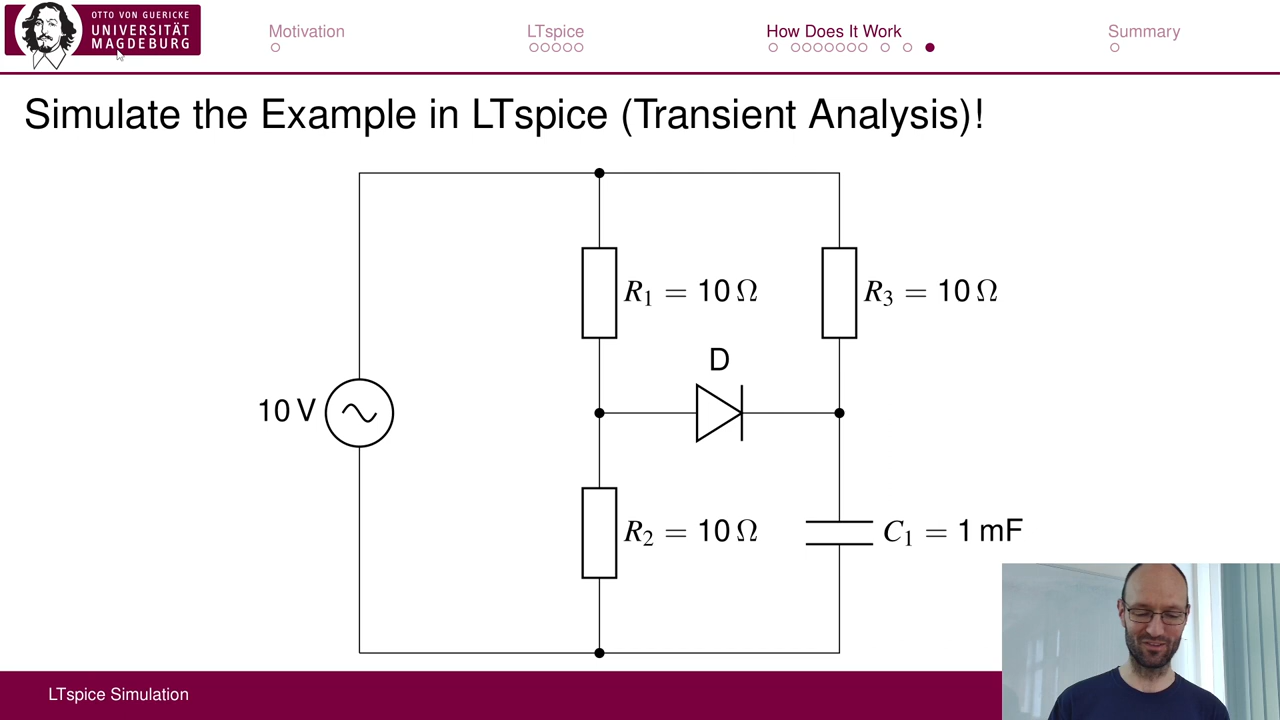 OTTO VON GUERICKE
UNIVERSITÄT
MAGDEBURG
Motivation
LTspice
How Does It Work
Summary
Simulate the Example in LTspice (Transient Analysis)!
R1 = 10 Ω
R3 = 10 Ω
D
10 V
R2 = 10 Ω
C1 = 1 mF
LTspice Simulation